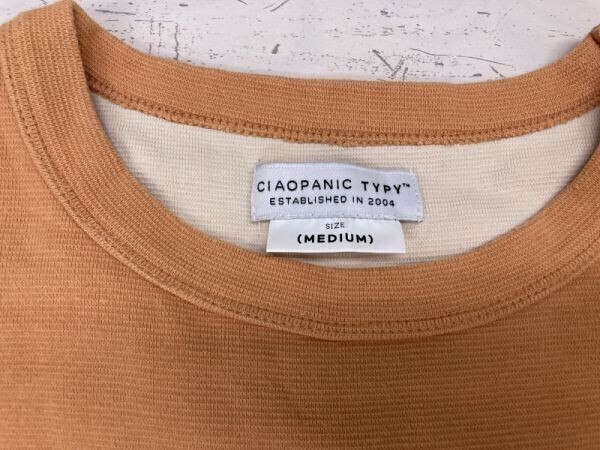 CIAOPANIC TYPY™
ESTABLISHED IN 2004
SIZE
(MEDIUM)